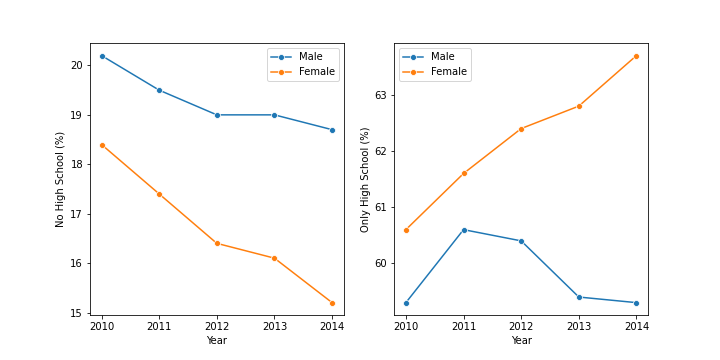 No High School (%)
20
19
18
17
16
15
Male
Female
2010 2011 2012 2013 2014
Year
Only High School (%)
63
62
61
60
Male
Female
2010 2011 2012 2013 2014
Year